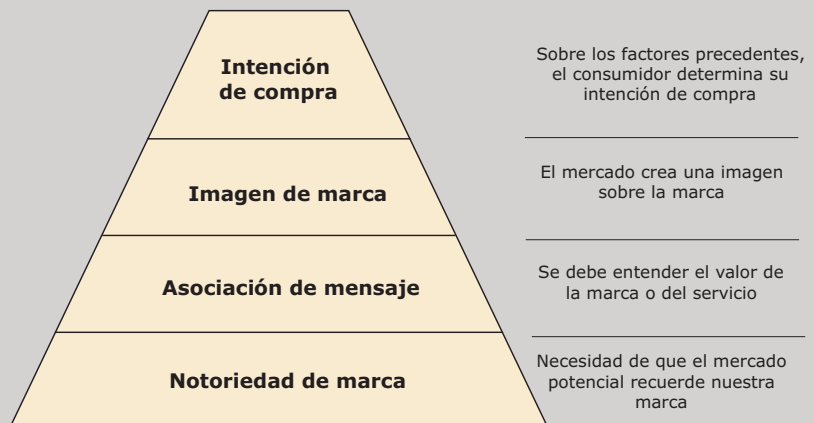 Intención
de compra
Sobre los factores precedentes,
el consumidor determina su
intención de compra
Imagen de marca
El mercado crea una imagen
sobre la marca
Asociación de mensaje
Se debe entender el valor de
la marca o del servicio
Notoriedad de marca
Necesidad de que el mercado
potencial recuerde nuestra
marca